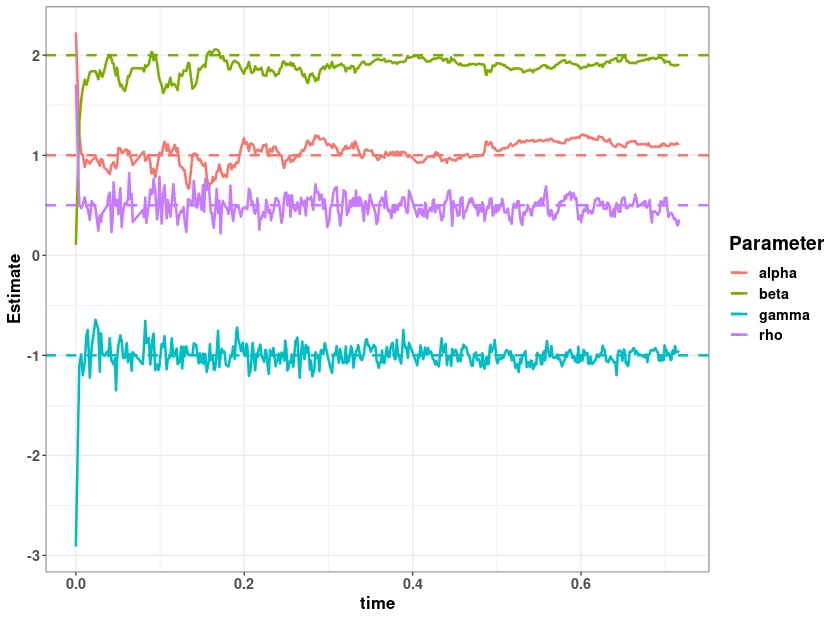 2
1
0
-1
-2
-3
Estimate
0.0 0.2 0.4 0.6
time
Parameter
alpha
beta
gamma
rho